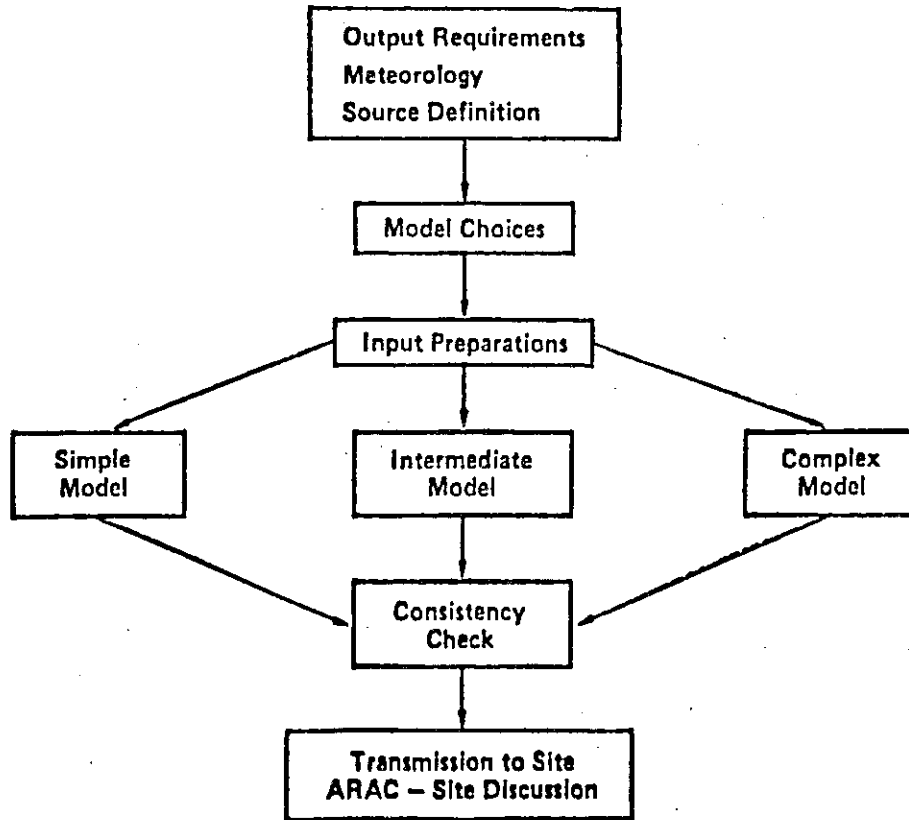 Output Requirements
Meteorology
Source Definition
Model Choices
Input Preparations
Simple
Model
Intermediate
Model
Complex
Model
Consistency
Check
Transmission to Site
ARAC – Site Discussion